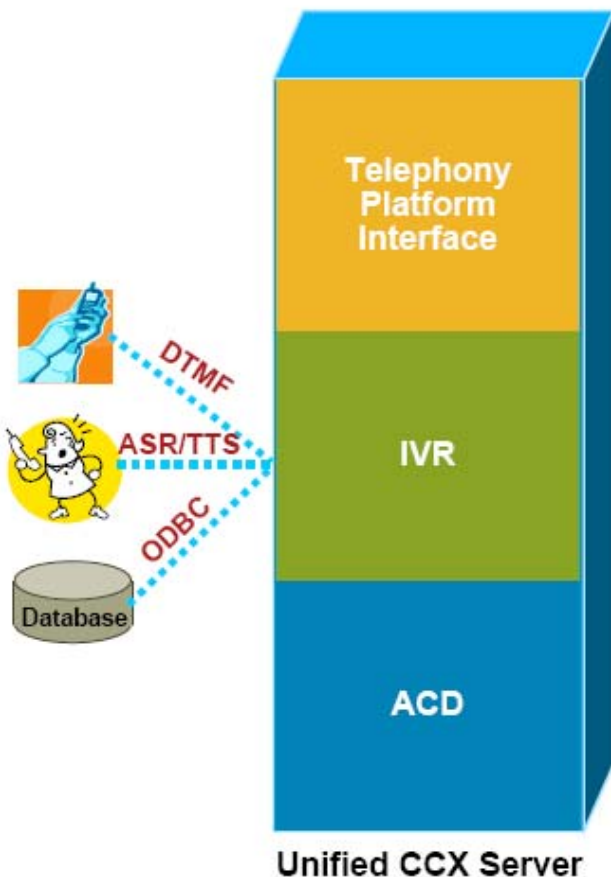 Telephony
Platform
Interface
DTMF
ASR/TTS
IVR
ODBC
Database
ACD
Unified CCX Server